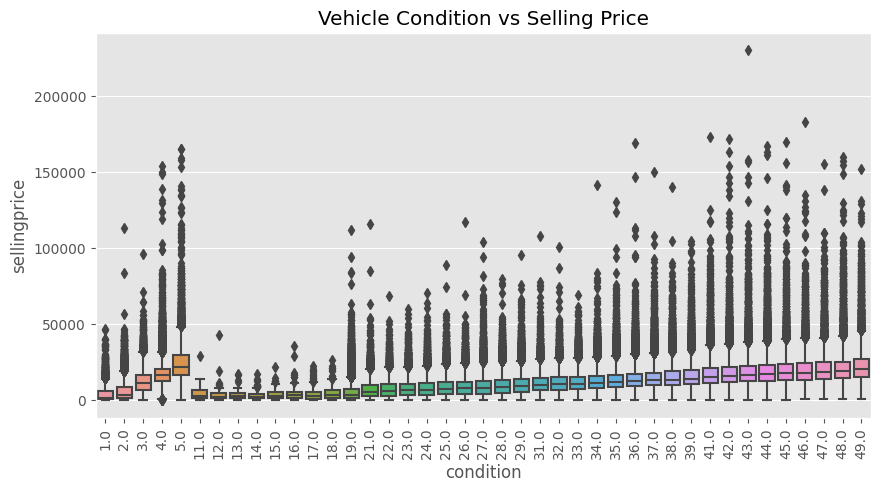 Vehicle Condition vs Selling Price
sellingprice
200000
150000
100000
50000
0
1.0 2.0 3.0 4.0 5.0 11.0 12.0 13.0 14.0 15.0 16.0 17.0 18.0 19.0 21.0 22.0 23.0 24.0 25.0 26.0 27.0 28.0 29.0 31.0 32.0 33.0 34.0 35.0 36.0 37.0 38.0 39.0 41.0 42.0 43.0 44.0 45.0 46.0 47.0 48.0 49.0
condition